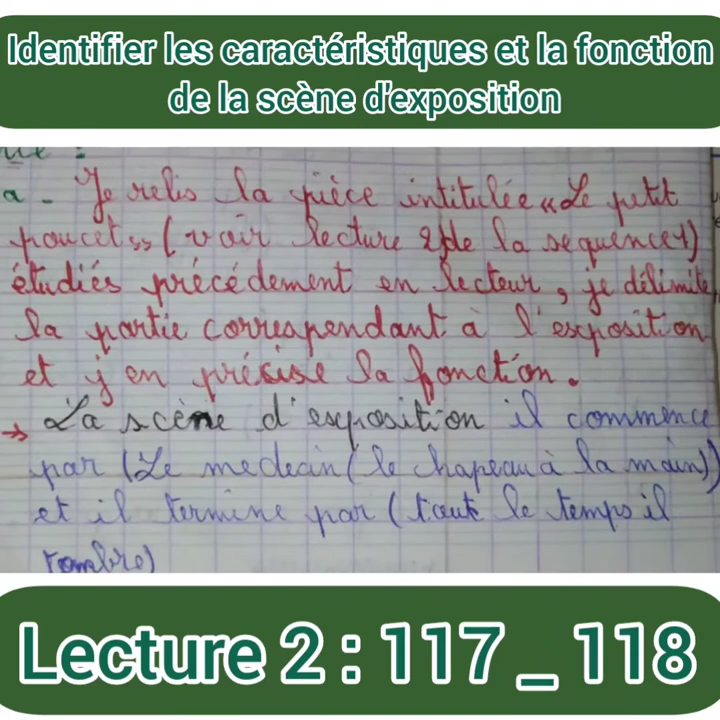 Identifier les caractéristiques et la fonction
de la scène d'exposition
a - Je relis la pièce intitulée «Le petit
poucet» (voir lecture 2 de la sequence 1)
étudiés précédement en lecteur, je délimite
la partie correspendant à l'exposition
et j'en précise la fonction.
→ La scène d'exposition il commence
par (Le medecin (le chapeau à la main))
et il termine par (tout le temps il
tombre)
Lecture 2 : 117 _ 118